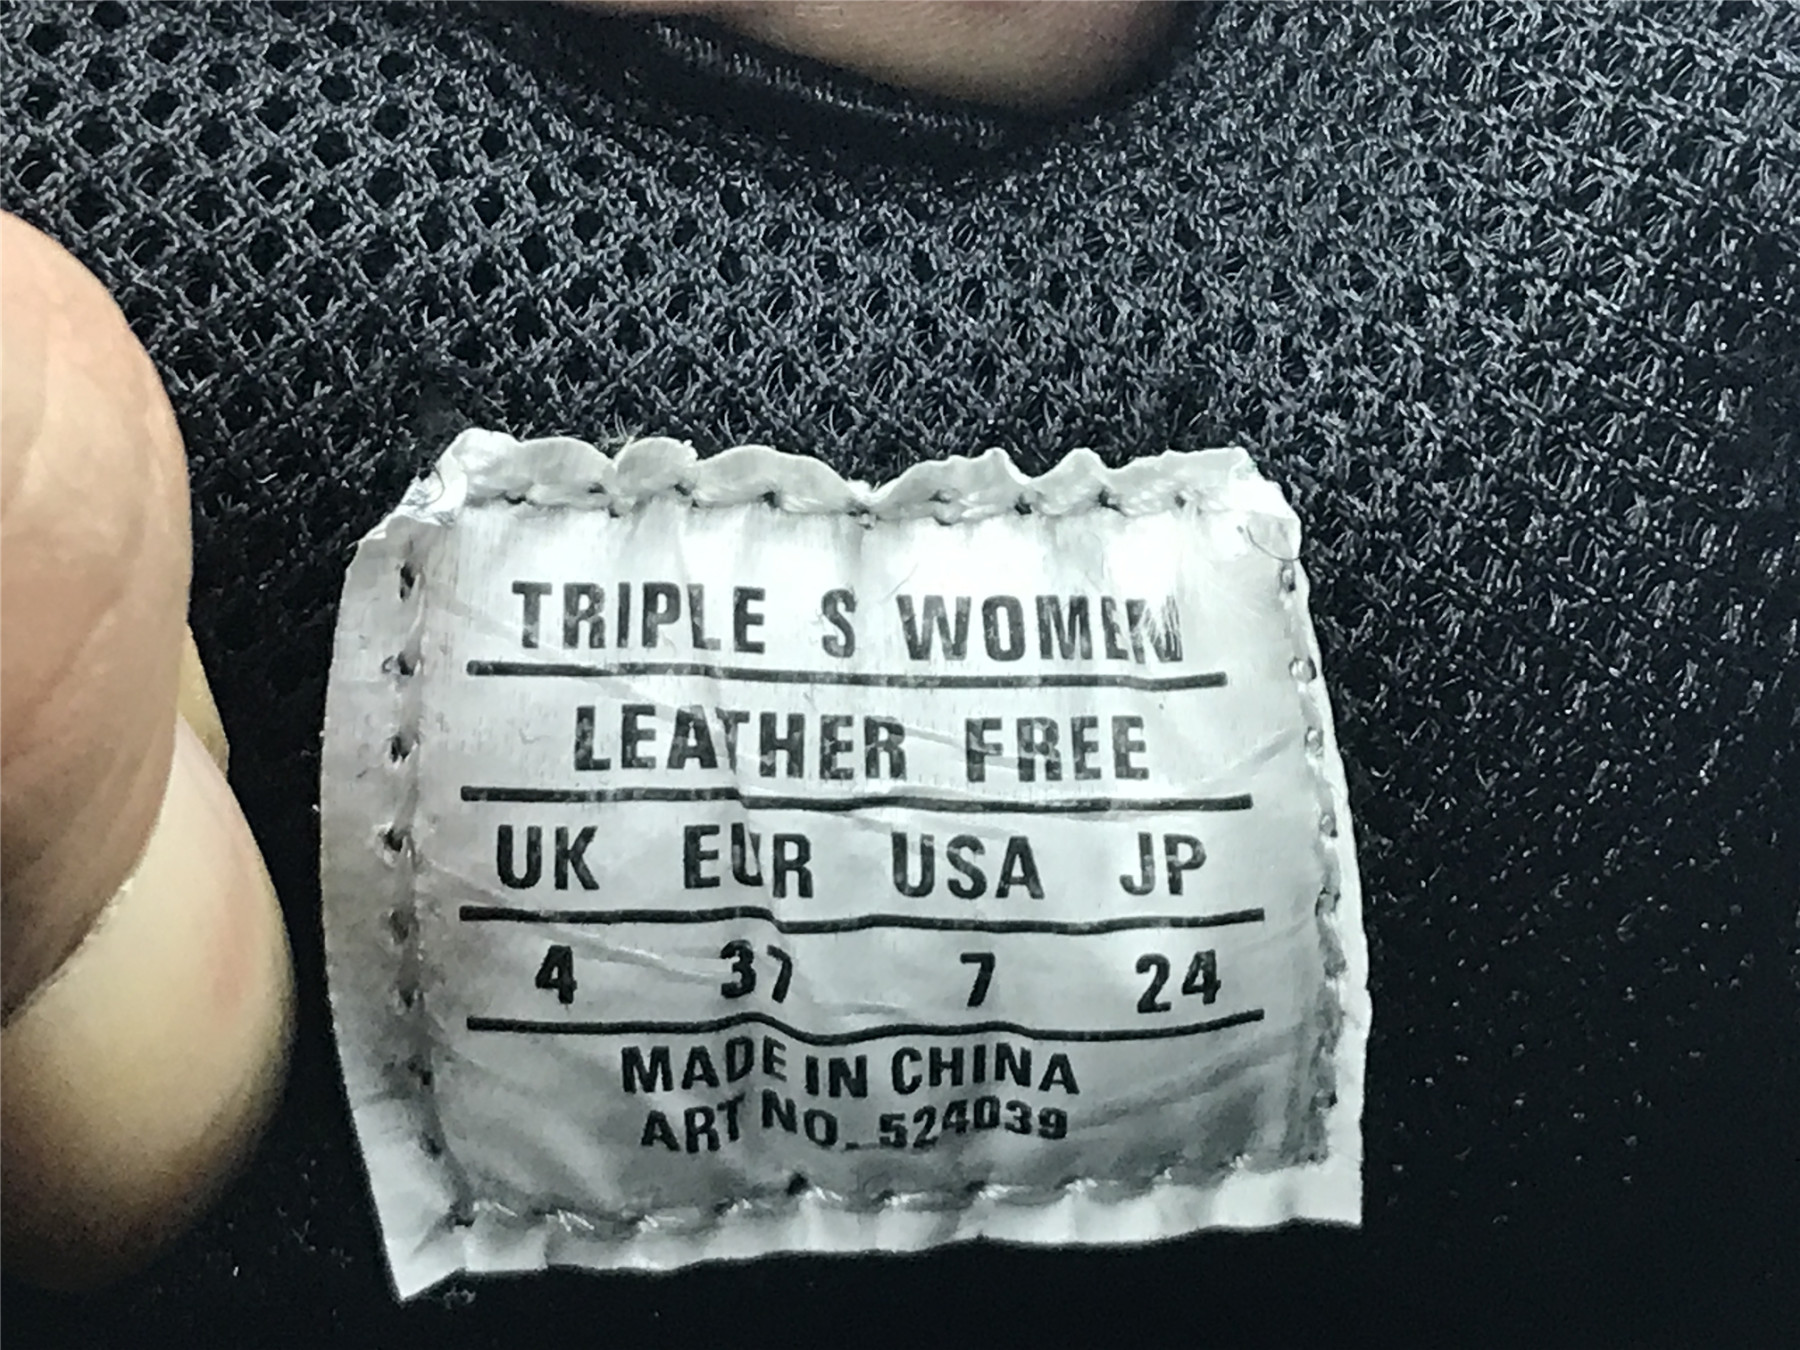 TRIPLE S WOMEN
LEATHER FREE
UK EUR USA JP
4 37 7 24
MADE IN CHINA
ART NO. 524039